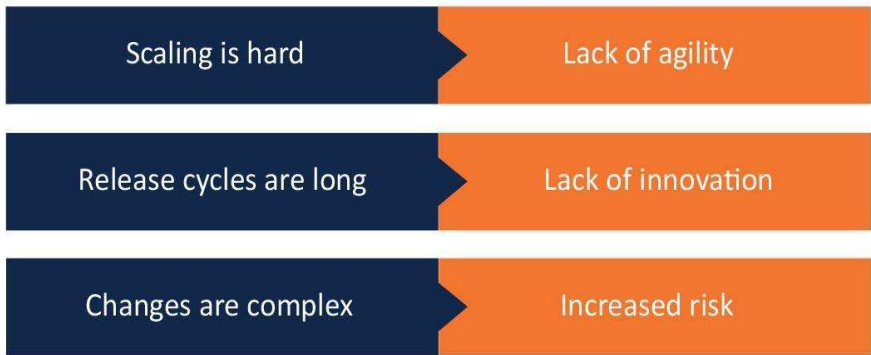 Scaling is hard
Lack of agility
Release cycles are long
Lack of innovation
Changes are complex
Increased risk